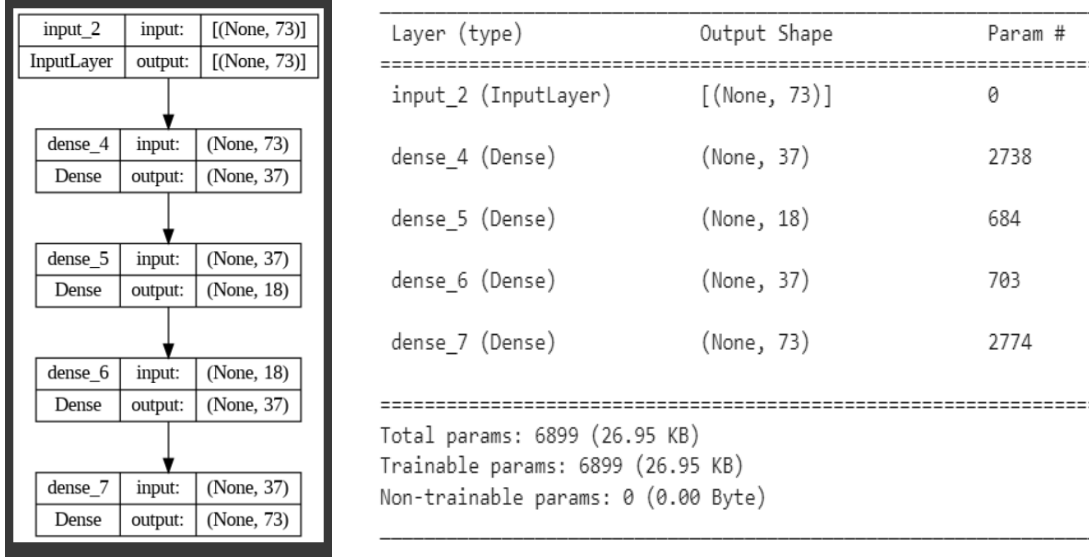 input_2 input: [(None, 73)]
InputLayer output: [(None, 73)]
dense_4 input: (None, 73)
Dense output: (None, 37)
dense_5 input: (None, 37)
Dense output: (None, 18)
dense_6 input: (None, 18)
Dense output: (None, 37)
dense_7 input: (None, 37)
Dense output: (None, 73)
Layer (type) Output Shape Param #
input_2 (InputLayer) [(None, 73)] 0
dense_4 (Dense) (None, 37) 2738
dense_5 (Dense) (None, 18) 684
dense_6 (Dense) (None, 37) 703
dense_7 (Dense) (None, 73) 2774
Total params: 6899 (26.95 KB)
Trainable params: 6899 (26.95 KB)
Non-trainable params: 0 (0.00 Byte)